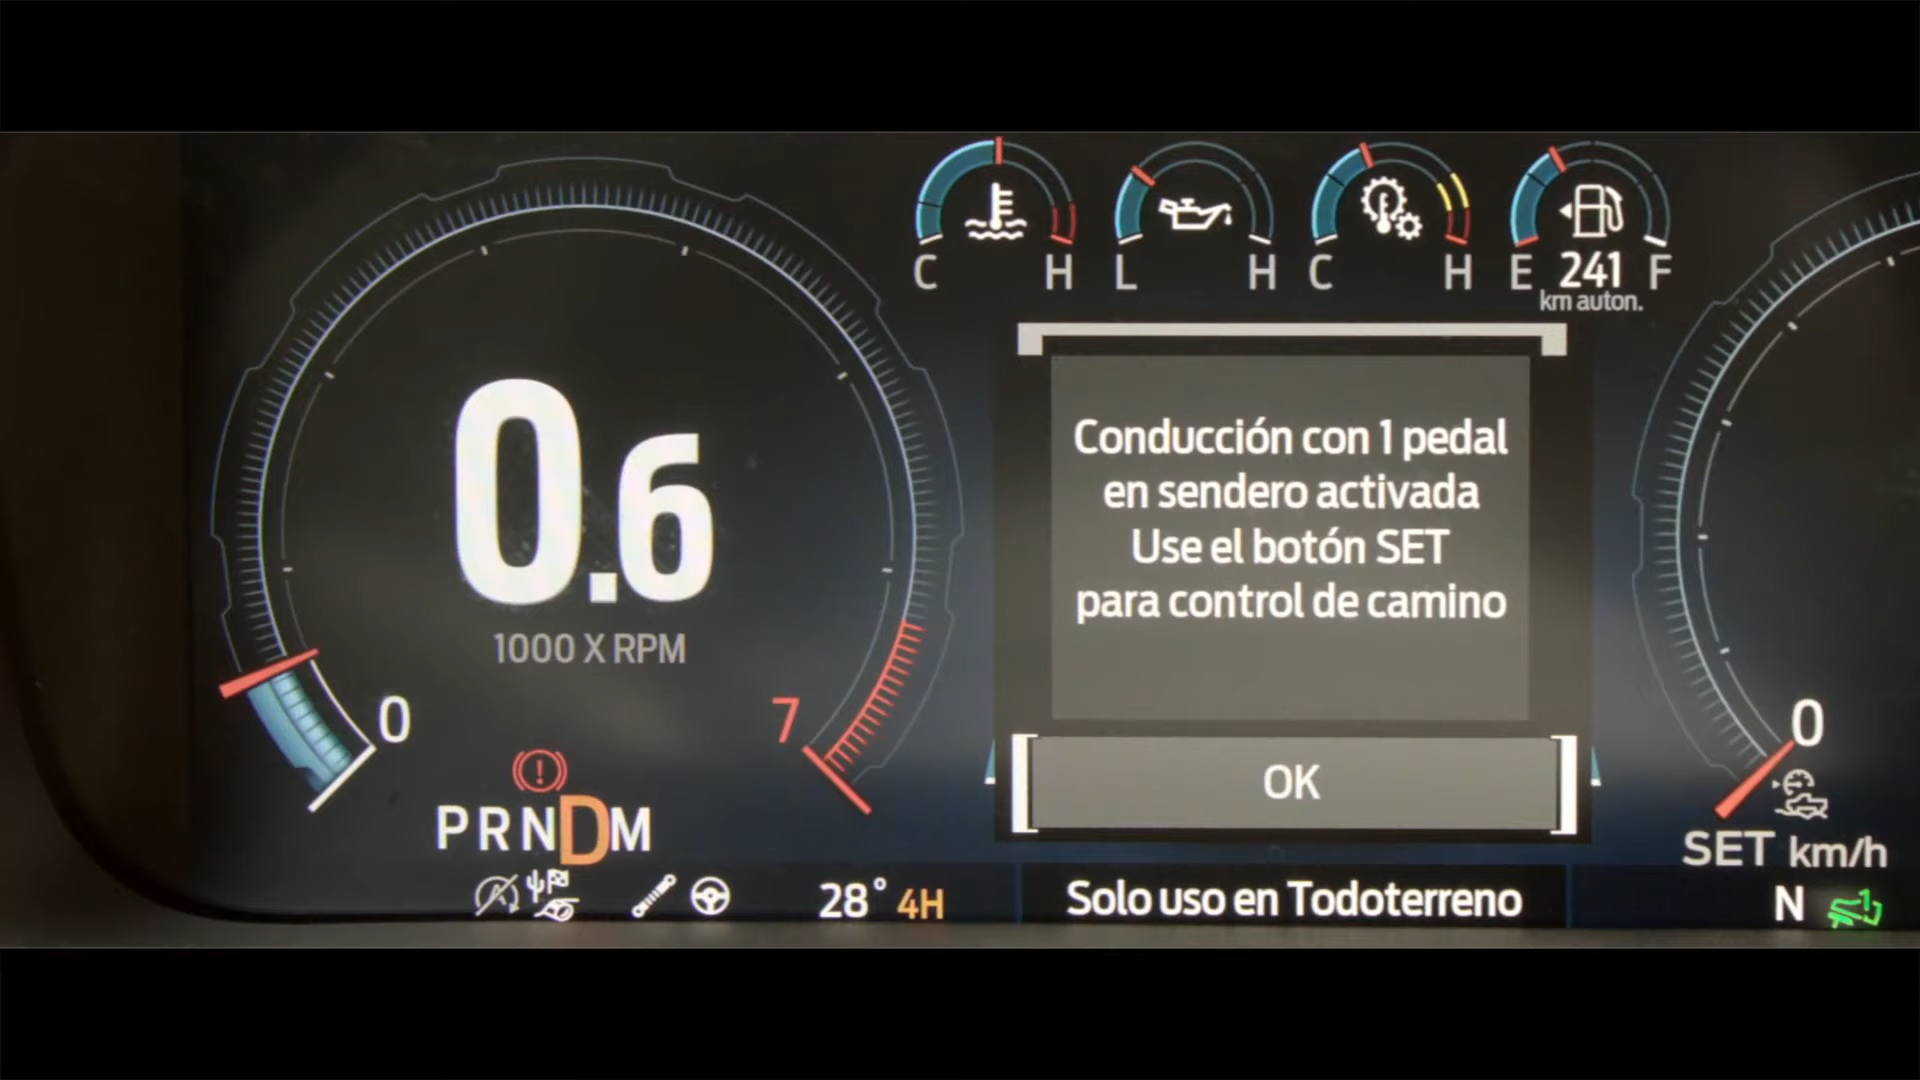 C H L H C H E 241 F
km auton.
0.6
1000 X RPM
0
7
PRNDM
28° 4H
Conducción con 1 pedal
en sendero activada
Use el botón SET
para control de camino
OK
Solo uso en Todoterreno
0
SET km/h
N 1